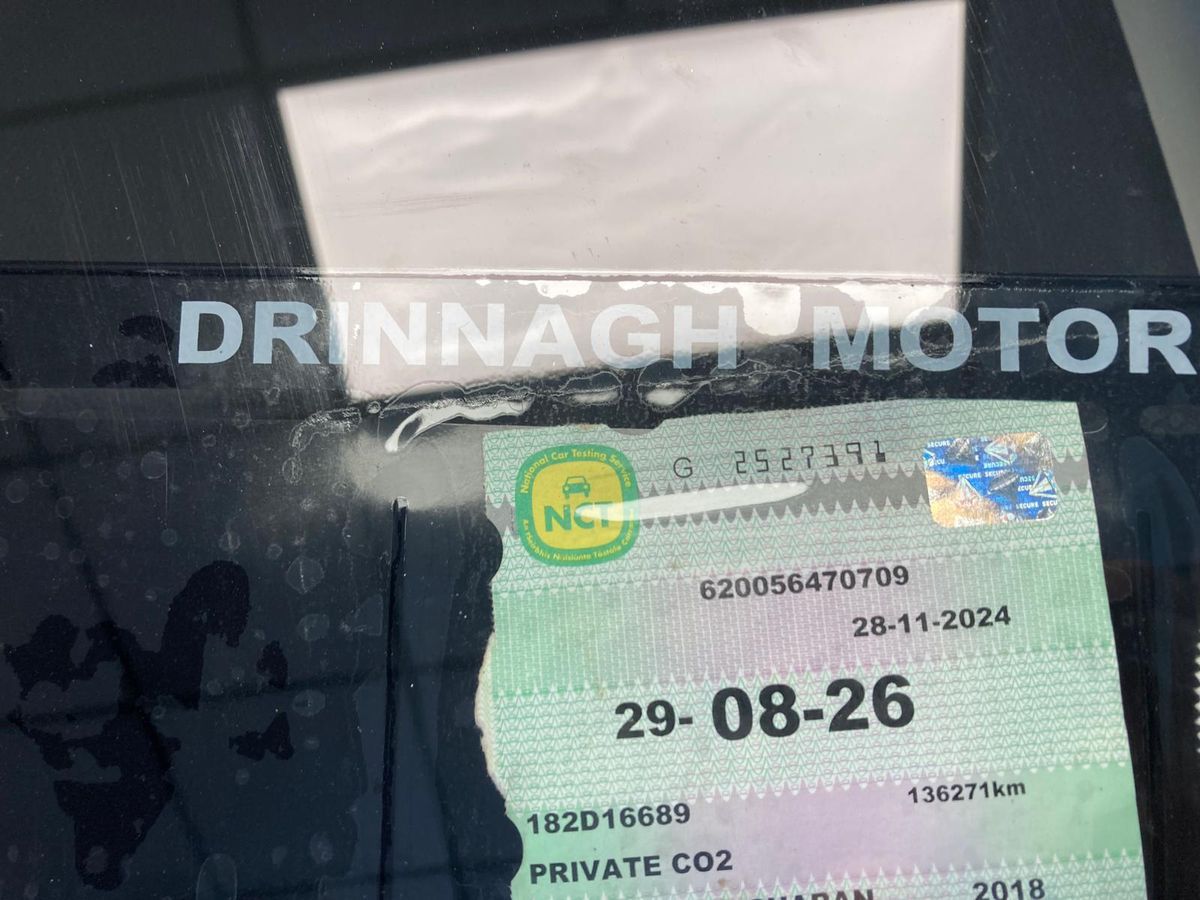 DRINNAGH MOTOR
National Car Testing Service
NCT
G 2527391
SECURE
620056470709
28-11-2024
29-08-26
182D16689
136271km
PRIVATE CO2
2018